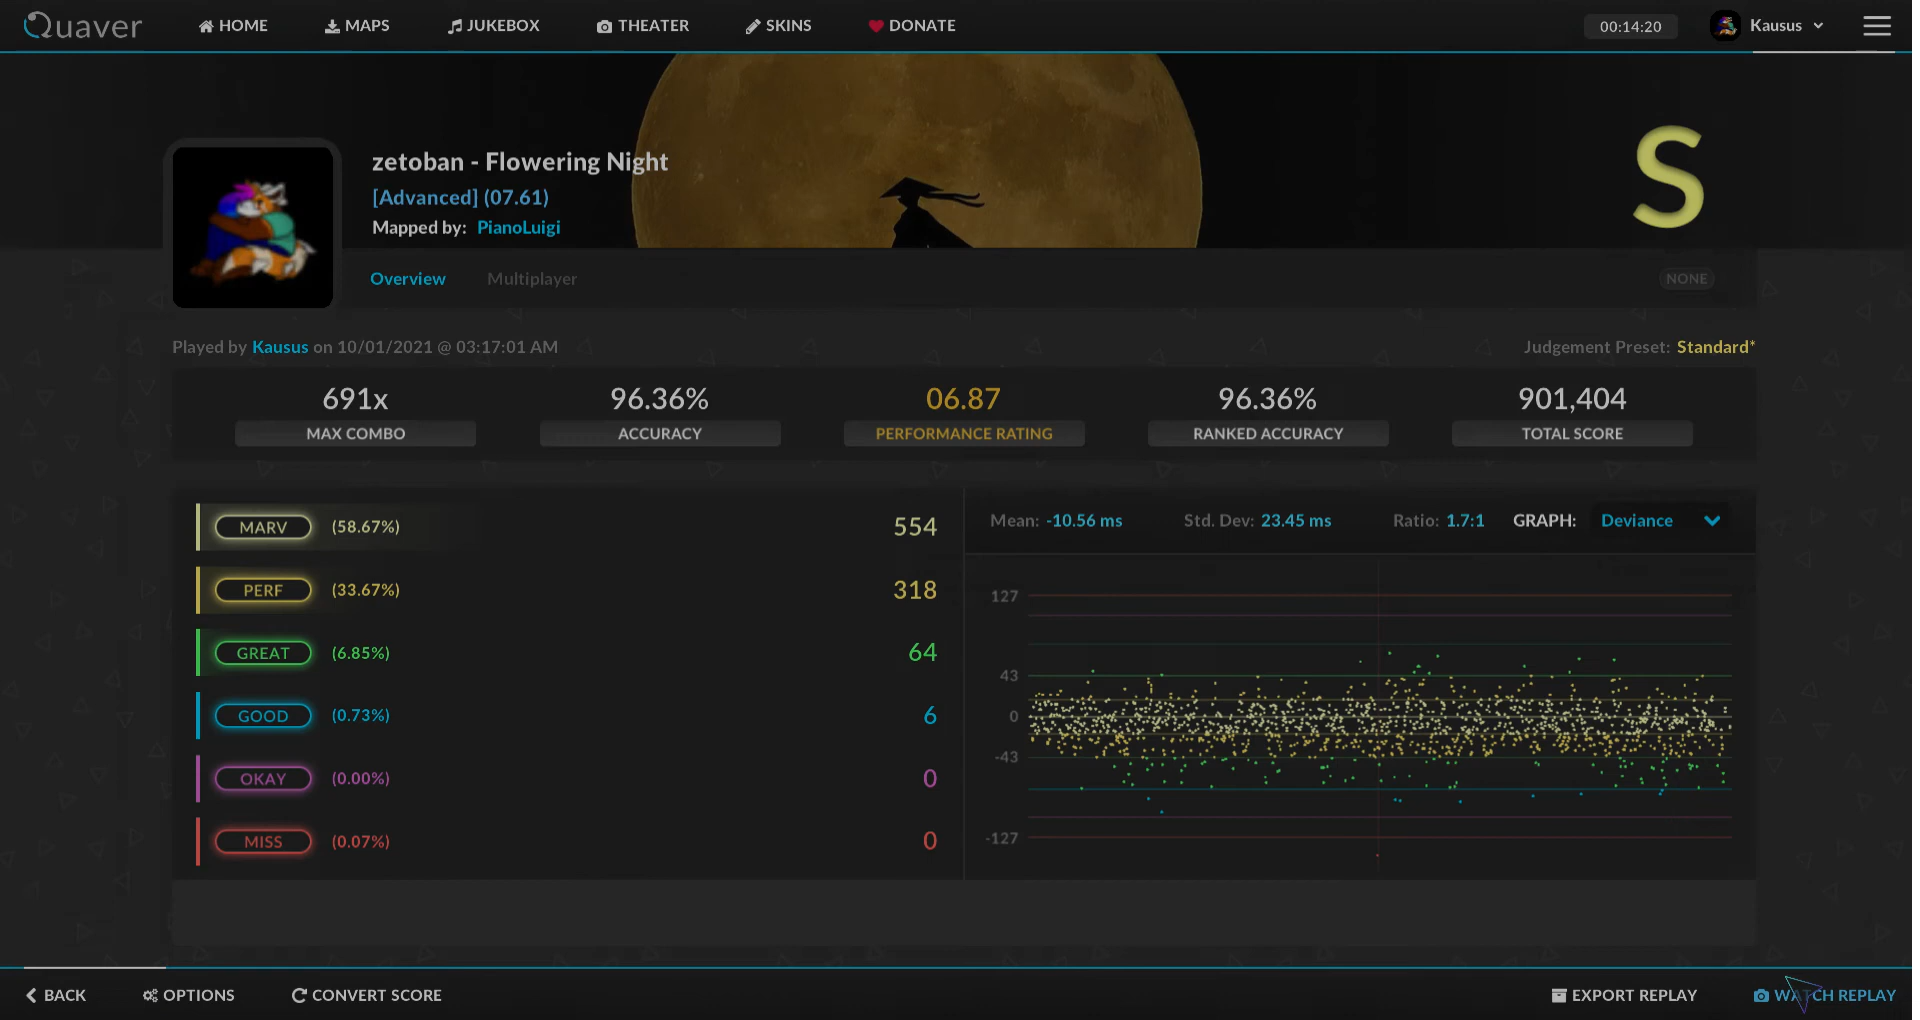 Quaver HOME MAPS JUKEBOX THEATER SKINS DONATE 00:14:20 Kausus
zetoban - Flowering Night
S
[Advanced] (07.61)
Mapped by: PianoLuigi
Overview Multiplayer NONE
Played by Kausus on 10/01/2021 @ 03:17:01 AM Judgement Preset: Standard*
691x 96.36% 06.87 96.36% 901,404
MAX COMBO ACCURACY PERFORMANCE RATING RANKED ACCURACY TOTAL SCORE
MARV (58.67%) 554
PERF (33.67%) 318
GREAT (6.85%) 64
GOOD (0.73%) 6
OKAY (0.00%) 0
MISS (0.07%) 0
Mean: -10.56 ms Std. Dev: 23.45 ms Ratio: 1.7:1 GRAPH: Deviance
127
43
0
-43
-127
BACK OPTIONS CONVERT SCORE EXPORT REPLAY WATCH REPLAY